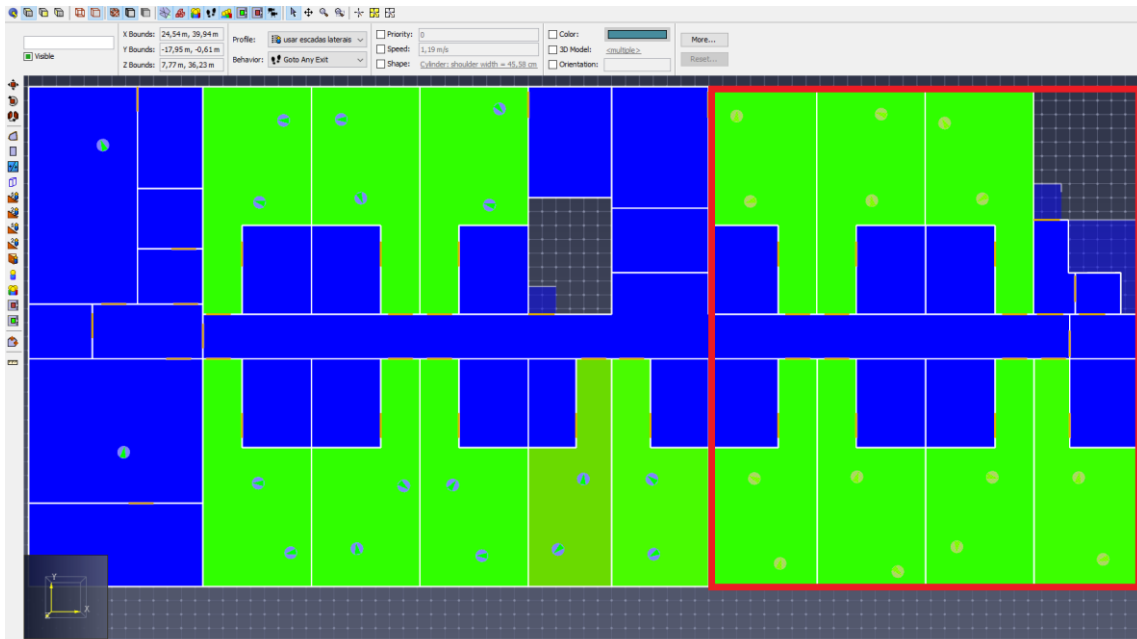 X Bounds: 24,54 m, 39,94 m
Y Bounds: -17,95 m, -0,61 m
Z Bounds: 7,77 m, 36,23 m
Visible
Profile: usar escadas laterais
Behavior: Goto Any Exit
Priority: 0
Speed: 1,19 m/s
Shape: Cylinder: shoulder width = 45,58 cm
Color:
3D Model: <multiple>
Orientation:
More...
Reset...
Y
X